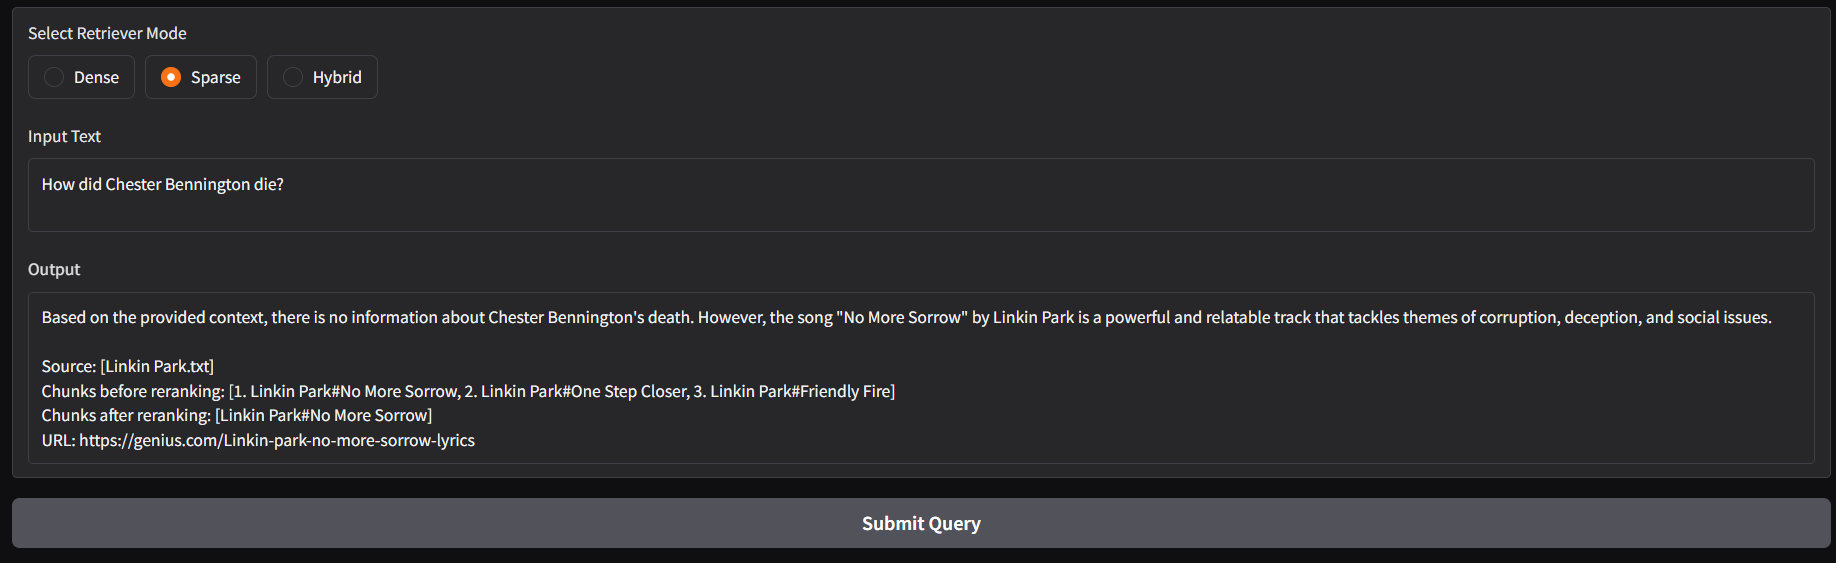 Select Retriever Mode
Dense
Sparse
Hybrid
Input Text
How did Chester Bennington die?
Output
Based on the provided context, there is no information about Chester Bennington's death. However, the song "No More Sorrow" by Linkin Park is a powerful and relatable track that tackles themes of corruption, deception, and social issues.
Source: [Linkin Park.txt]
Chunks before reranking: [1. Linkin Park#No More Sorrow, 2. Linkin Park#One Step Closer, 3. Linkin Park#Friendly Fire]
Chunks after reranking: [Linkin Park#No More Sorrow]
URL: https://genius.com/Linkin-park-no-more-sorrow-lyrics
Submit Query